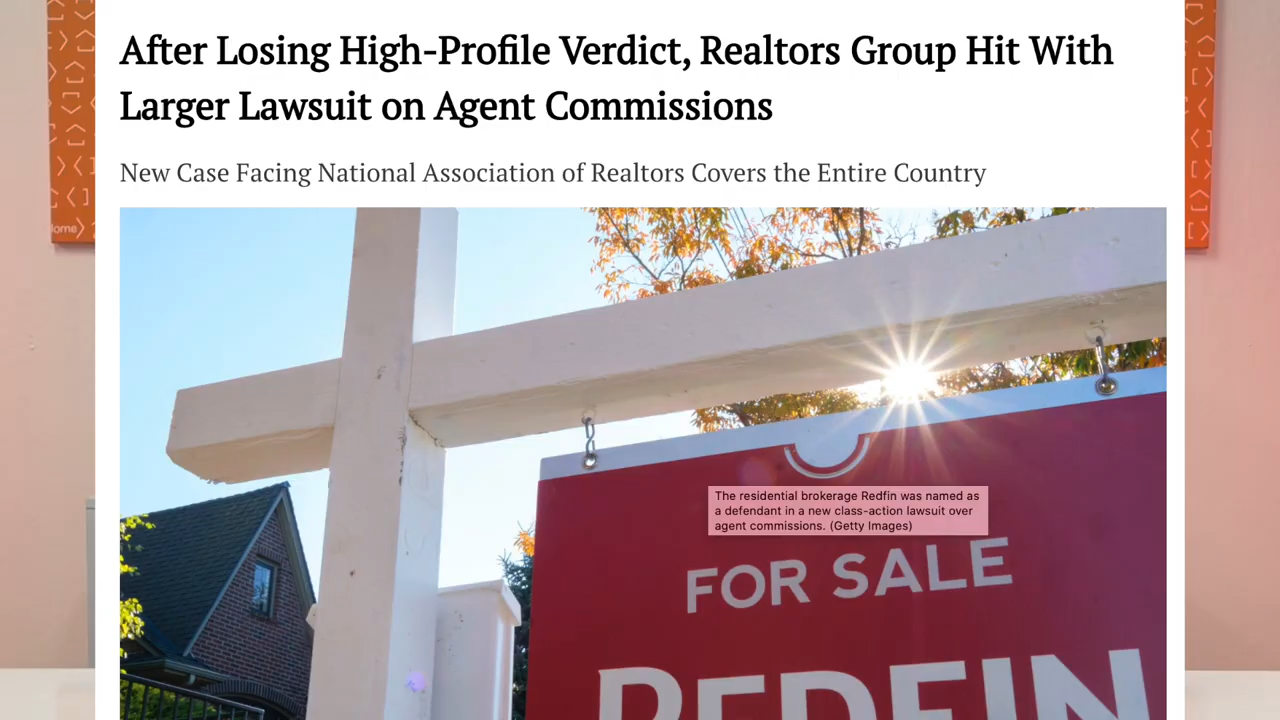 After Losing High-Profile Verdict, Realtors Group Hit With
Larger Lawsuit on Agent Commissions
New Case Facing National Association of Realtors Covers the Entire Country
ome>
The residential brokerage Redfin was named as
a defendant in a new class-action lawsuit over
agent commissions. (Getty Images)
FOR SALE
REDFIN